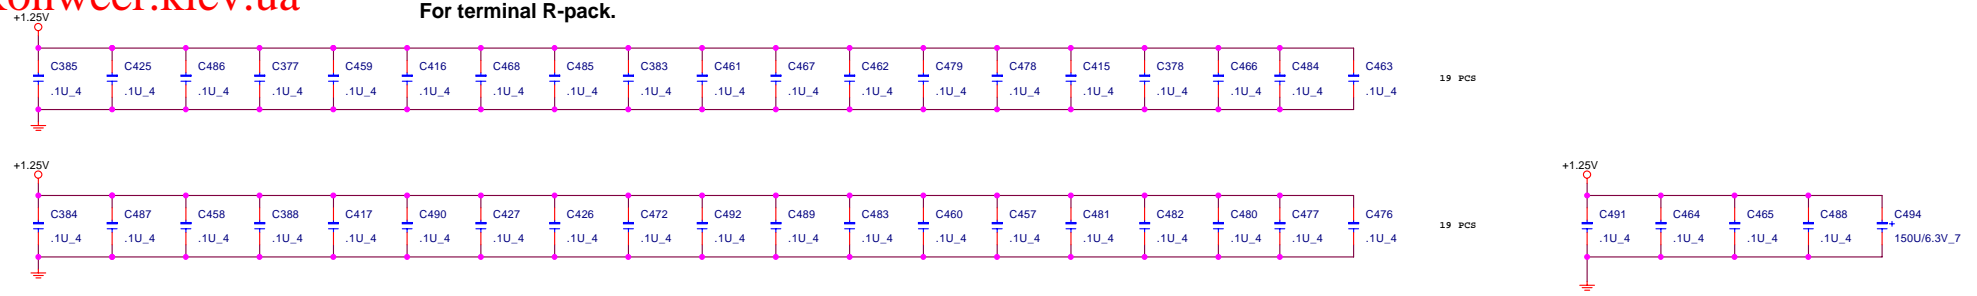 konweer.kiev.ua
For terminal R-pack.
+1.25V
C385 C425 C486 C377 C459 C416 C468 C485 C383 C461 C467 C462 C479 C478 C415 C378 C466 C484 C463
19 PCS
.1U_4 .1U_4 .1U_4 .1U_4 .1U_4 .1U_4 .1U_4 .1U_4 .1U_4 .1U_4 .1U_4 .1U_4 .1U_4 .1U_4 .1U_4 .1U_4 .1U_4 .1U_4 .1U_4
+1.25V +1.25V
C384 C487 C458 C388 C417 C490 C427 C426 C472 C492 C489 C483 C460 C457 C481 C482 C480 C477 C476 C491 C464 C465 C488 C494
19 PCS
+
.1U_4 .1U_4 .1U_4 .1U_4 .1U_4 .1U_4 .1U_4 .1U_4 .1U_4 .1U_4 .1U_4 .1U_4 .1U_4 .1U_4 .1U_4 .1U_4 .1U_4 .1U_4 .1U_4 .1U_4 .1U_4 .1U_4 .1U_4 150U/6.3V_7